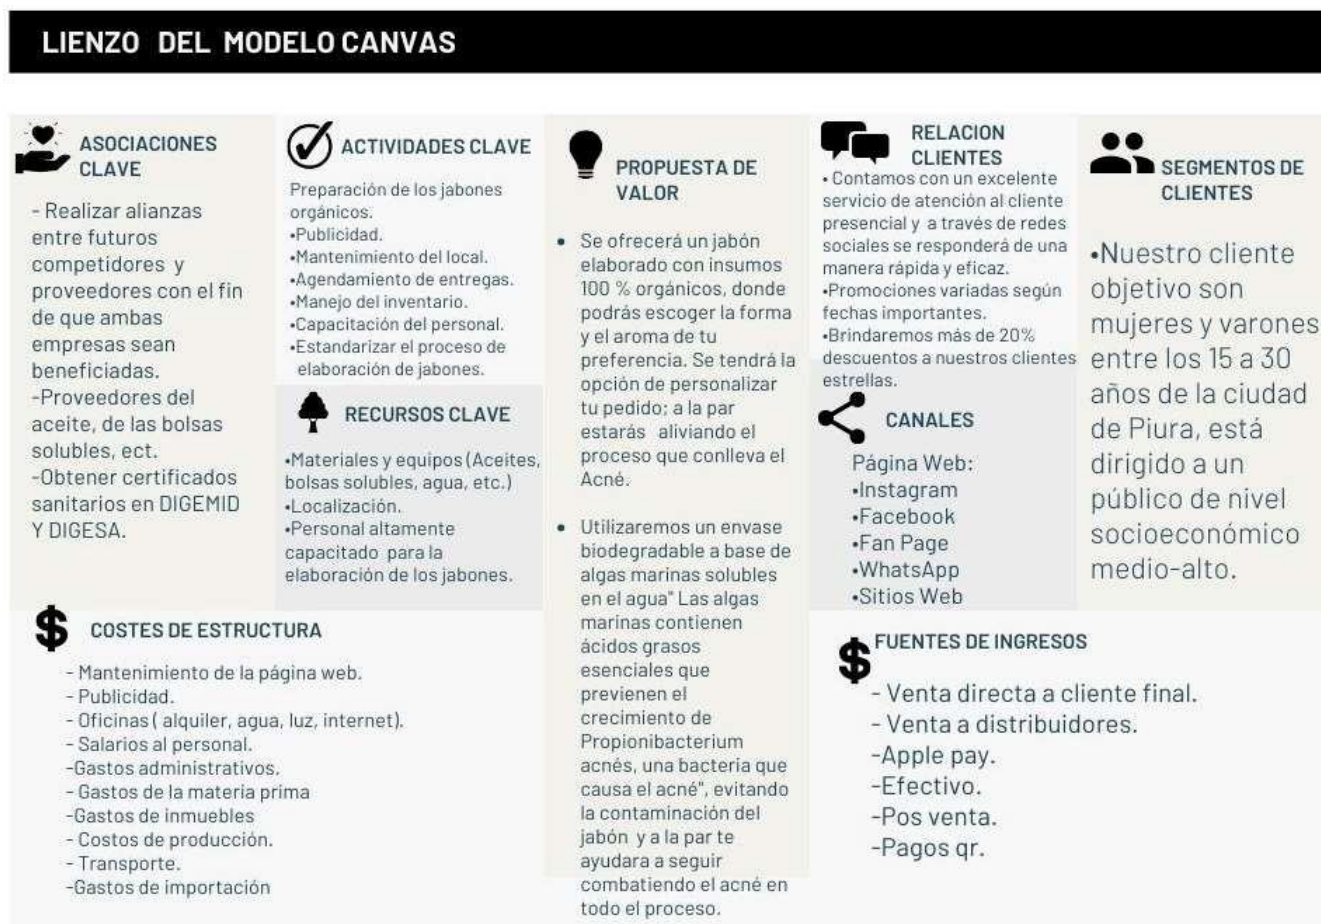 LIENZO DEL MODELO CANVAS
ASOCIACIONES
CLAVE
- Realizar alianzas
entre futuros
competidores y
proveedores con el fin
de que ambas
empresas sean
beneficiadas.
-Proveedores del
aceite, de las bolsas
solubles, ect.
-Obtener certificados
sanitarios en DIGEMID
Y DIGESA.
ACTIVIDADES CLAVE
Preparación de los jabones
orgánicos.
•Publicidad.
•Mantenimiento del local.
•Agendamiento de entregas.
•Manejo del inventario.
•Capacitación del personal.
•Estandarizar el proceso de
elaboración de jabones.
RECURSOS CLAVE
•Materiales y equipos (Aceites,
bolsas solubles, agua, etc.)
•Localización.
•Personal altamente
capacitado para la
elaboración de los jabones.
PROPUESTA DE
VALOR
• Se ofrecerá un jabón
elaborado con insumos
100 % orgánicos, donde
podrás escoger la forma
y el aroma de tu
preferencia. Se tendrá la
opción de personalizar
tu pedido; a la par
estarás aliviando el
proceso que conlleva el
Acné.
• Utilizaremos un envase
biodegradable a base de
algas marinas solubles
en el agua" Las algas
marinas contienen
ácidos grasos
esenciales que
previenen el
crecimiento de
Propionibacterium
acnés, una bacteria que
causa el acné", evitando
la contaminación del
jabón y a la par te
ayudara a seguir
combatiendo el acné en
todo el proceso.
RELACION
CLIENTES
• Contamos con un excelente
servicio de atención al cliente
presencial y a través de redes
sociales se responderá de una
manera rápida y eficaz.
•Promociones variadas según
fechas importantes.
•Brindaremos más de 20%
descuentos a nuestros clientes
estrellas.
CANALES
Página Web:
•Instagram
•Facebook
•Fan Page
•WhatsApp
•Sitios Web
SEGMENTOS DE
CLIENTES
•Nuestro cliente
objetivo son
mujeres y varones
entre los 15 a 30
años de la ciudad
de Piura, está
dirigido a un
público de nivel
socioeconómico
medio-alto.
COSTES DE ESTRUCTURA
- Mantenimiento de la página web.
- Publicidad.
- Oficinas ( alquiler, agua, luz, internet).
- Salarios al personal.
-Gastos administrativos.
- Gastos de la materia prima
-Gastos de inmuebles
- Costos de producción.
- Transporte.
-Gastos de importación
FUENTES DE INGRESOS
- Venta directa a cliente final.
- Venta a distribuidores.
-Apple pay.
-Efectivo.
-Pos venta.
-Pagos qr.